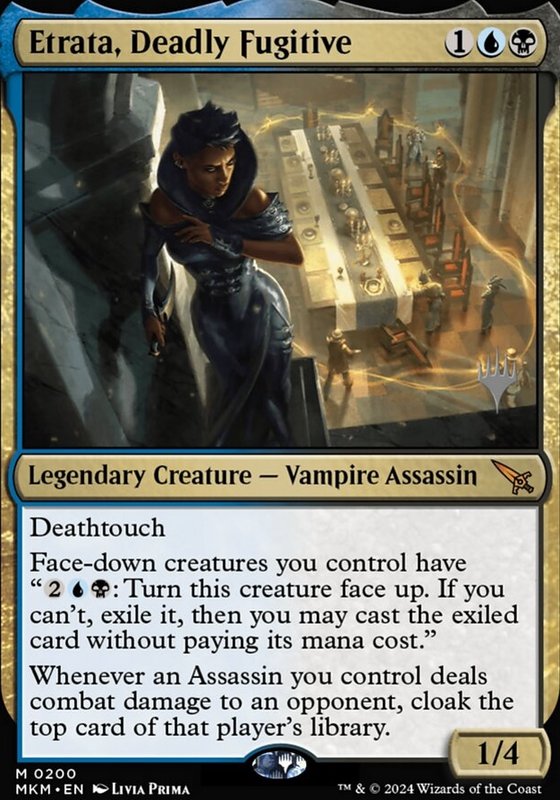 Etrata, Deadly Fugitive 1
Legendary Creature — Vampire Assassin
Deathtouch
Face-down creatures you control have
“2: Turn this creature face up. If you
can't, exile it, then you may cast the exiled
card without paying its mana cost.”
Whenever an Assassin you control deals
combat damage to an opponent, cloak the
top card of that player's library.
1/4
M 0200
MKM • EN LIVIA PRIMA
™ & © 2024 Wizards of the Coast